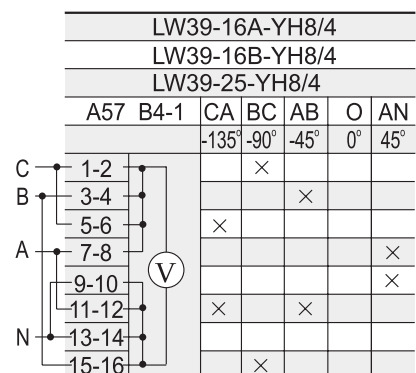 LW39-16A-YH8/4
LW39-16B-YH8/4
LW39-25-YH8/4
A57 B4-1 CA BC AB O AN
-135° -90° -45° 0° 45°
C 1-2 ×
B 3-4 ×
5-6 ×
A 7-8 ×
V
9-10 ×
11-12 × ×
N 13-14
15-16 ×